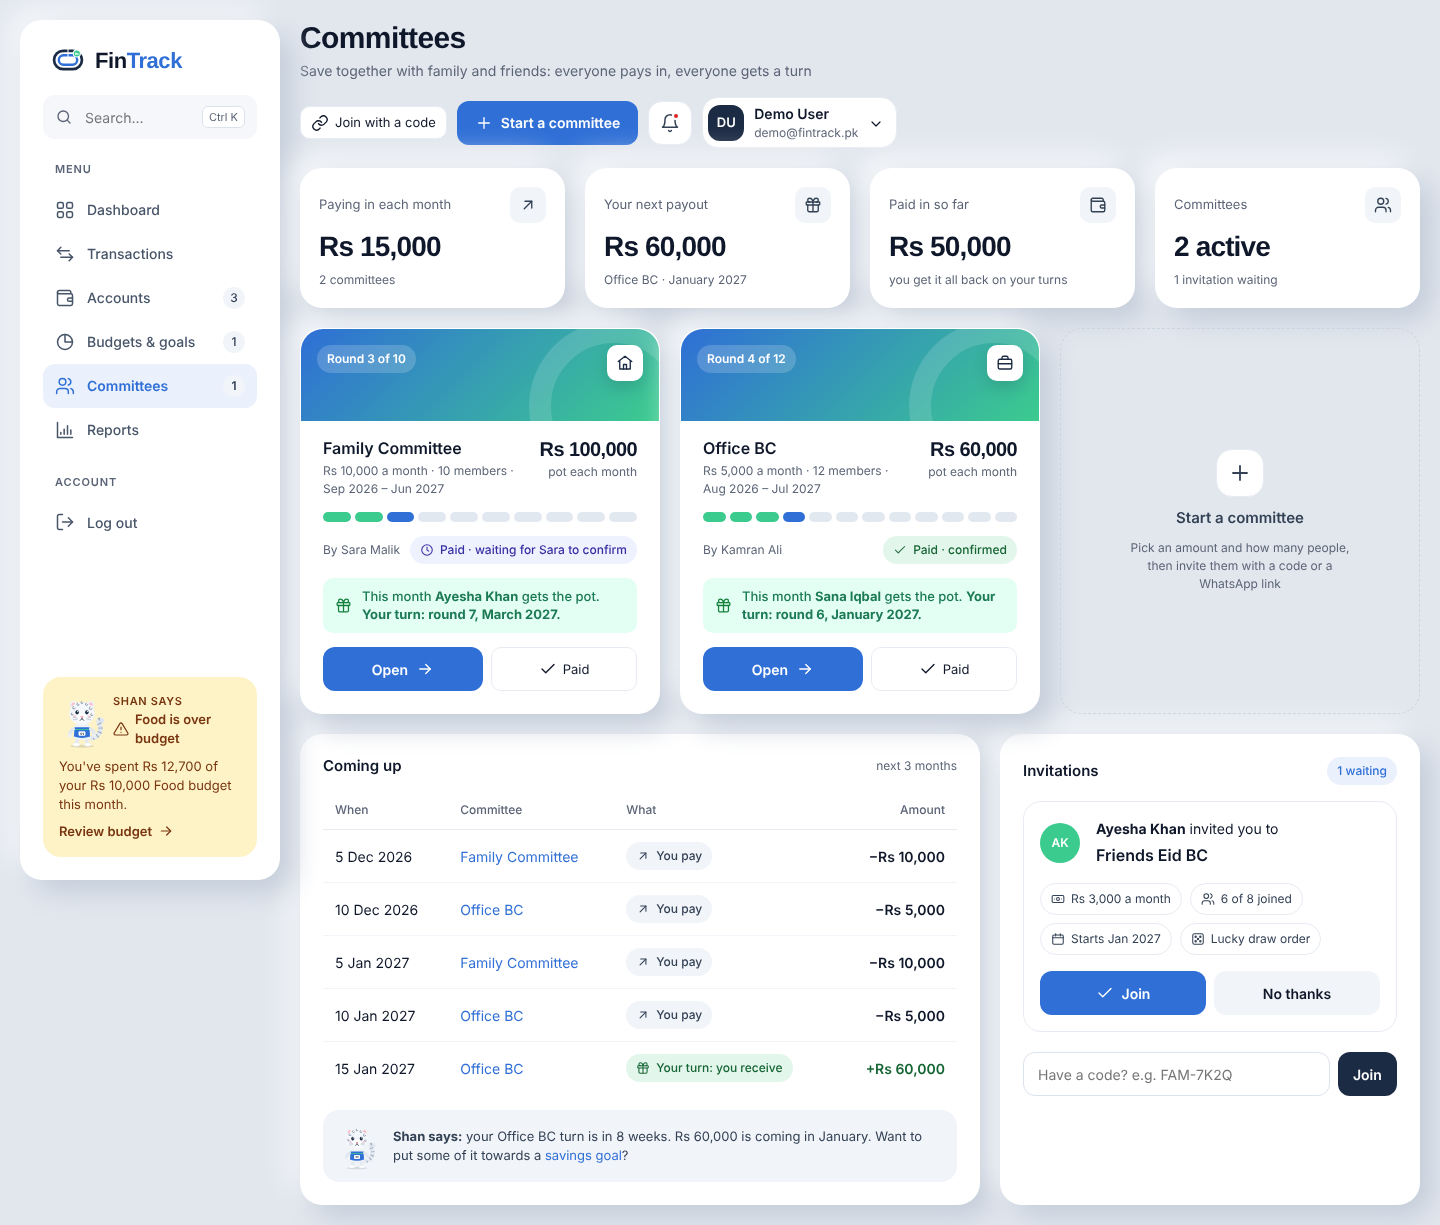 FinTrack
Search...
Ctrl K
MENU
Dashboard
Transactions
Accounts
3
Budgets & goals
1
Committees
1
Reports
ACCOUNT
Log out
SHAN SAYS
Food is over
budget
You've spent Rs 12,700 of
your Rs 10,000 Food budget
this month.
Review budget
Committees
Save together with family and friends: everyone pays in, everyone gets a turn
Join with a code
Start a committee
DU
Demo User
demo@fintrack.pk
Paying in each month
Rs 15,000
2 committees
Your next payout
Rs 60,000
Office BC · January 2027
Paid in so far
Rs 50,000
you get it all back on your turns
Committees
2 active
1 invitation waiting
Round 3 of 10
Family Committee
Rs 100,000
Rs 10,000 a month · 10 members ·
Sep 2026 – Jun 2027
pot each month
By Sara Malik
Paid · waiting for Sara to confirm
This month Ayesha Khan gets the pot.
Your turn: round 7, March 2027.
Open
Paid
Round 4 of 12
Office BC
Rs 60,000
Rs 5,000 a month · 12 members ·
Aug 2026 – Jul 2027
pot each month
By Kamran Ali
Paid · confirmed
This month Sana Iqbal gets the pot. Your
turn: round 6, January 2027.
Open
Paid
Start a committee
Pick an amount and how many people,
then invite them with a code or a
WhatsApp link
Coming up
next 3 months
When Committee What Amount
5 Dec 2026 Family Committee You pay −Rs 10,000
10 Dec 2026 Office BC You pay −Rs 5,000
5 Jan 2027 Family Committee You pay −Rs 10,000
10 Jan 2027 Office BC You pay −Rs 5,000
15 Jan 2027 Office BC Your turn: you receive +Rs 60,000
Shan says: your Office BC turn is in 8 weeks. Rs 60,000 is coming in January. Want to
put some of it towards a savings goal?
Invitations
1 waiting
AK
Ayesha Khan invited you to
Friends Eid BC
Rs 3,000 a month
6 of 8 joined
Starts Jan 2027
Lucky draw order
Join
No thanks
Have a code? e.g. FAM-7K2Q
Join